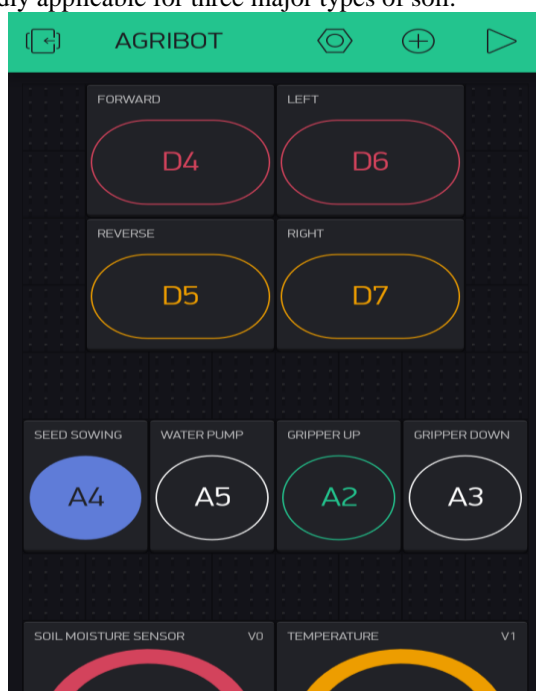 applicable for three major types of soil.
AGRIBOT
FORWARD LEFT
D4 D6
REVERSE RIGHT
D5 D7
SEED SOWING WATER PUMP GRIPPER UP GRIPPER DOWN
A4 A5 A2 A3
SOIL MOISTURE SENSOR V0 TEMPERATURE V1